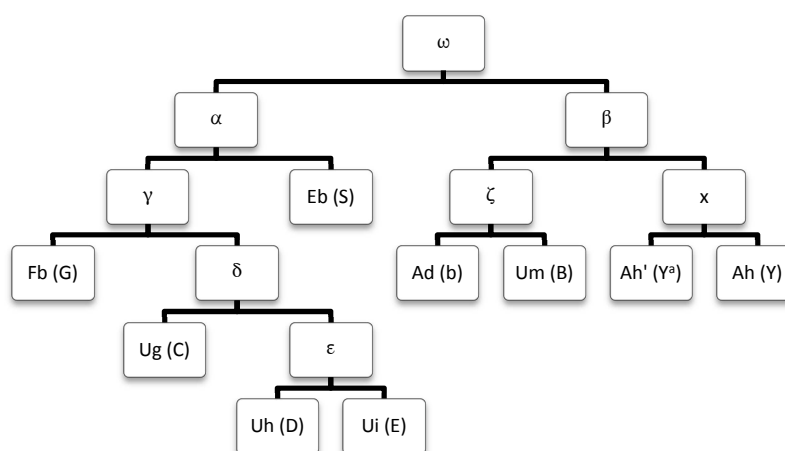 ω
α β
γ Eb (S) ζ x
Fb (G) δ Ad (b) Um (B) Ah' (Yᵃ) Ah (Y)
Ug (C) ε
Uh (D) Ui (E)